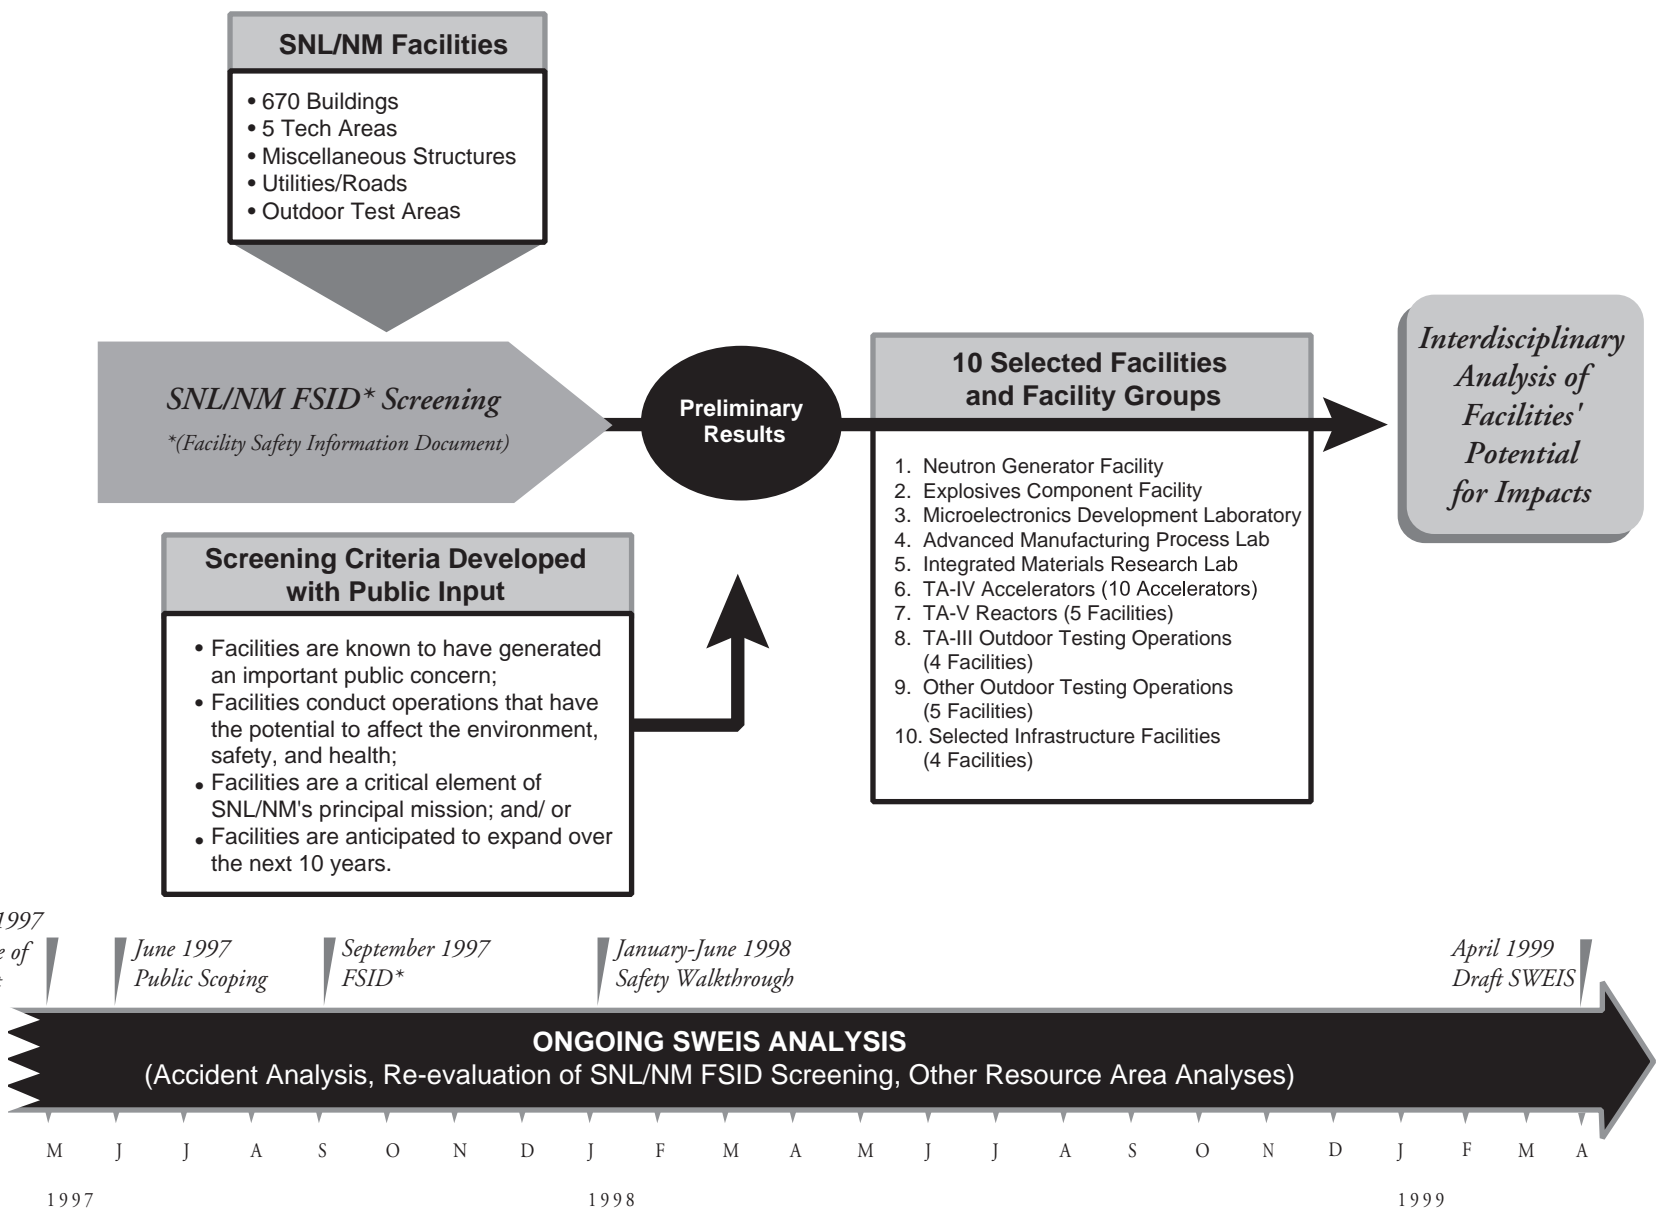 SNL/NM Facilities
• 670 Buildings
• 5 Tech Areas
• Miscellaneous Structures
• Utilities/Roads
• Outdoor Test Areas
SNL/NM FSID* Screening
*(Facility Safety Information Document)
Preliminary
Results
10 Selected Facilities
and Facility Groups
1. Neutron Generator Facility
2. Explosives Component Facility
3. Microelectronics Development Laboratory
4. Advanced Manufacturing Process Lab
5. Integrated Materials Research Lab
6. TA-IV Accelerators (10 Accelerators)
7. TA-V Reactors (5 Facilities)
8. TA-III Outdoor Testing Operations
(4 Facilities)
9. Other Outdoor Testing Operations
(5 Facilities)
10. Selected Infrastructure Facilities
(4 Facilities)
Interdisciplinary
Analysis of
Facilities'
Potential
for Impacts
Screening Criteria Developed
with Public Input
• Facilities are known to have generated
an important public concern;
• Facilities conduct operations that have
the potential to affect the environment,
safety, and health;
• Facilities are a critical element of
SNL/NM's principal mission; and/ or
• Facilities are anticipated to expand over
the next 10 years.
1997
of
June 1997
Public Scoping
September 1997
FSID*
January-June 1998
Safety Walkthrough
April 1999
Draft SWEIS
ONGOING SWEIS ANALYSIS
(Accident Analysis, Re-evaluation of SNL/NM FSID Screening, Other Resource Area Analyses)
M J J A S O N D J F M A M J J A S O N D J F M A
1997 1998 1999